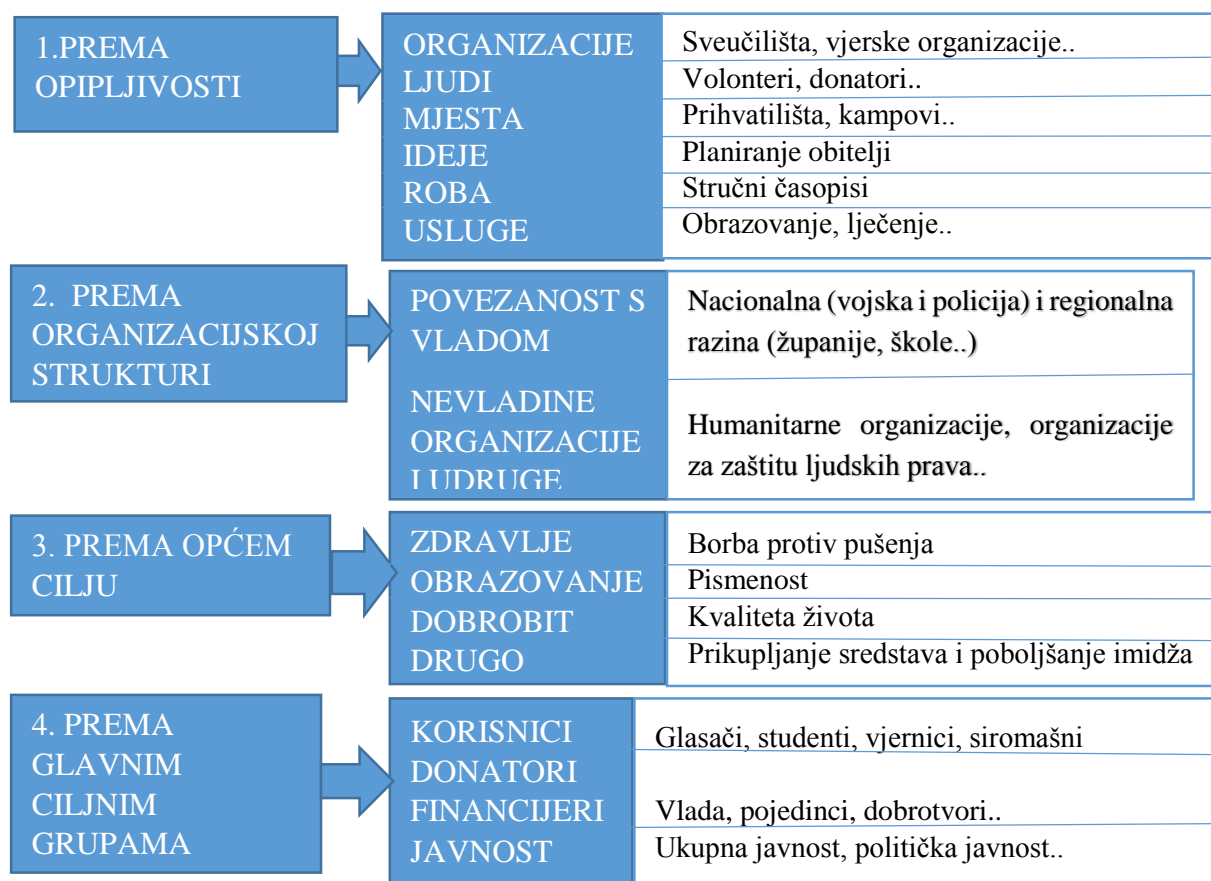 1.PREMA
OPIPLJIVOSTI
ORGANIZACIJE
LJUDI
MJESTA
IDEJE
ROBA
USLUGE
Sveučilišta, vjerske organizacije..
Volonteri, donatori..
Prihvatilišta, kampovi..
Planiranje obitelji
Stručni časopisi
Obrazovanje, lječenje..
2. PREMA
ORGANIZACIJSKOJ
STRUKTURI
POVEZANOST S
VLADOM
NEVLADINE
ORGANIZACIJE
I UDRUGE
Nacionalna (vojska i policija) i regionalna
razina (županije, škole..)
Humanitarne organizacije, organizacije
za zaštitu ljudskih prava..
3. PREMA OPĆEM
CILJU
ZDRAVLJE
OBRAZOVANJE
DOBROBIT
DRUGO
Borba protiv pušenja
Pismenost
Kvaliteta života
Prikupljanje sredstava i poboljšanje imidža
4. PREMA
GLAVNIM
CILJNIM
GRUPAMA
KORISNICI
DONATORI
FINANCIJERI
JAVNOST
Glasači, studenti, vjernici, siromašni
Vlada, pojedinci, dobrotvori..
Ukupna javnost, politička javnost..